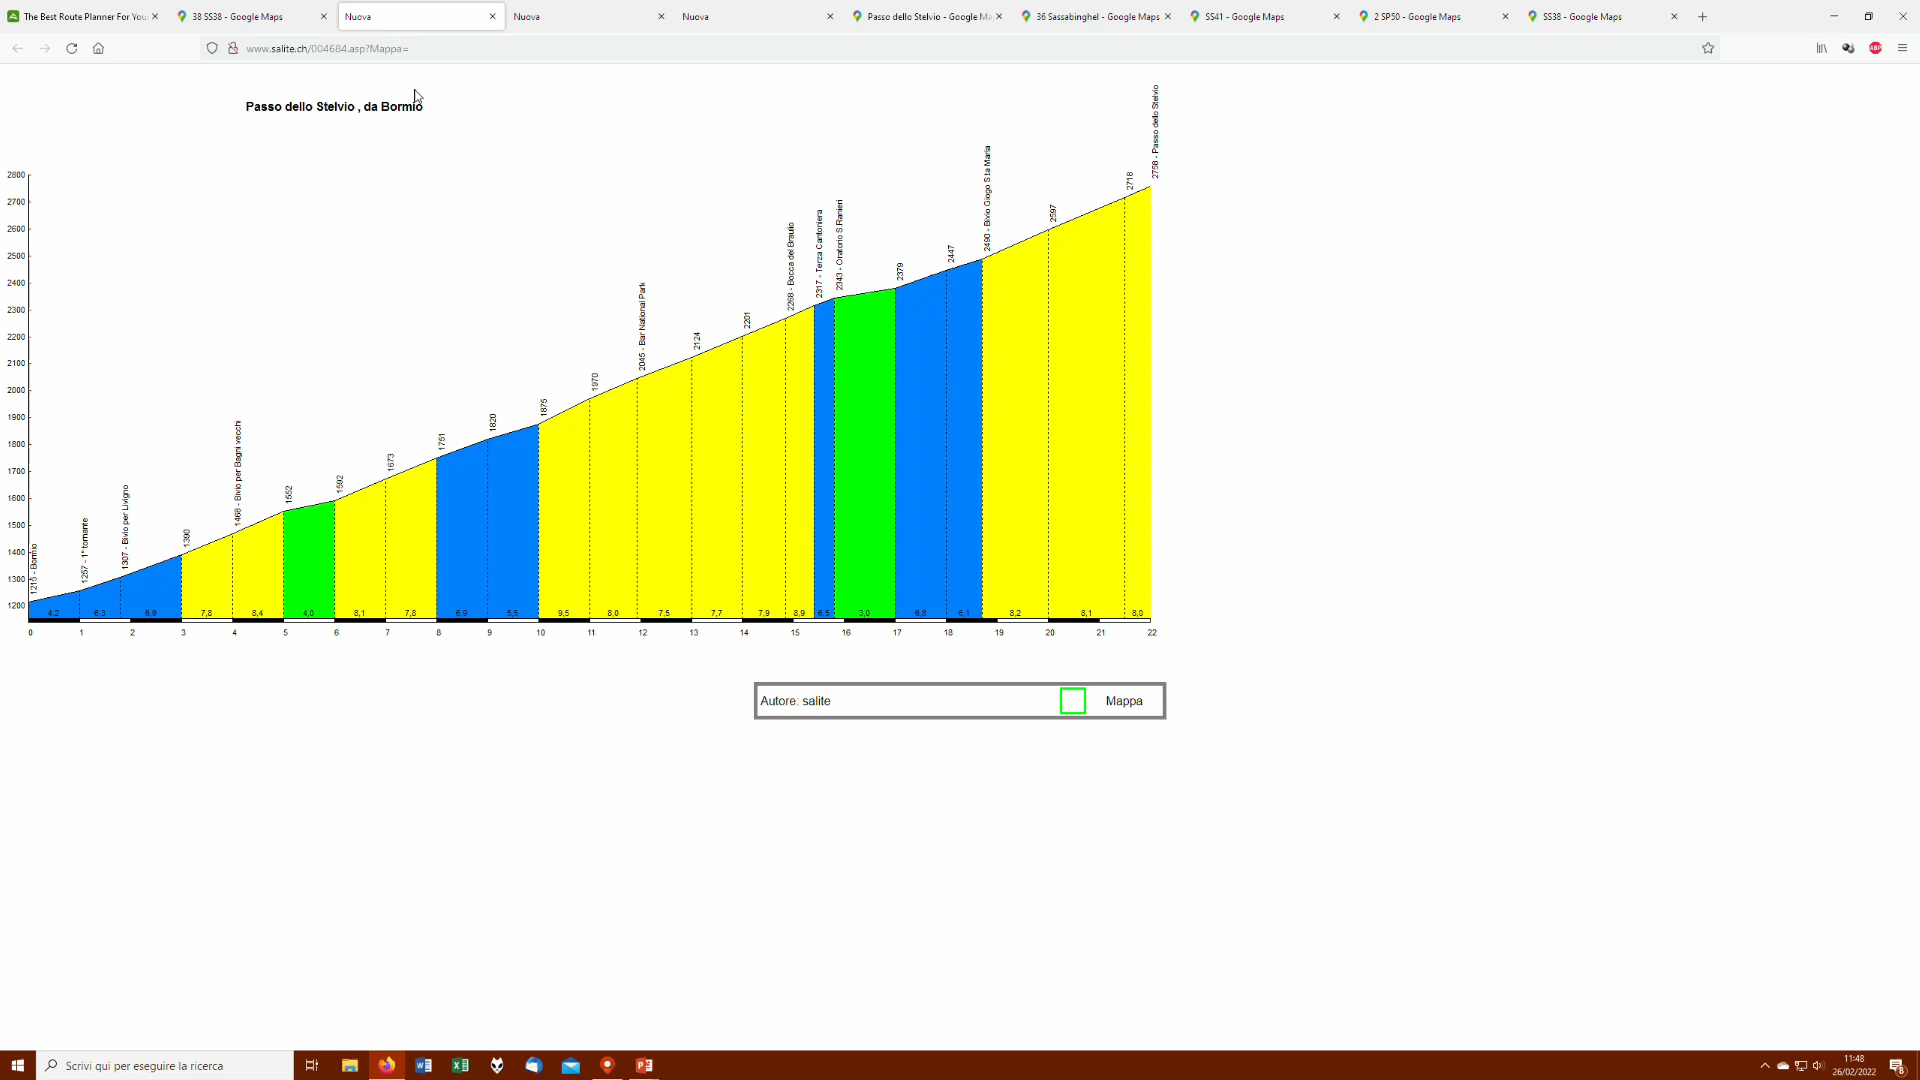 The Best Route Planner For You
38 SS38 - Google Maps
Nuova
Nuova
Nuova
Passo dello Stelvio - Google Ma
36 Sassabinghel - Google Maps
SS41 - Google Maps
2 SP50 - Google Maps
SS38 - Google Maps
www.salite.ch/004684.asp?Mappa=
ABP
Passo dello Stelvio , da Bormio
2800
2700
2600
2500
2400
2300
2200
2100
2000
1900
1800
1700
1600
1500
1400
1300
1200
1215 - Bormio
1257 - 1° tornante
1307 - Bivio per Livigno
1390
1468 - Bivio per Bagni vecchi
1552
1592
1673
1751
1820
1875
1970
2045 - Bar National Park
2124
2201
2268 - Bocca del Braulio
2317 - Terza Cantoniera
2343 - Oratorio S.Ranieri
2379
2447
2490 - Bivio Giogo S.ta Maria
2597
2718
2758 - Passo dello Stelvio
4,2 6,3 6,9 7,8 8,4 4,0 8,1 7,8 6,9 5,5 9,5 8,0 7,5 7,7 7,9 8,9 6,5 3,0 6,8 6,1 8,2 8,1 8,0
0 1 2 3 4 5 6 7 8 9 10 11 12 13 14 15 16 17 18 19 20 21 22
Autore: salite
Mappa
Scrivi qui per eseguire la ricerca
11:48
26/02/2022
8